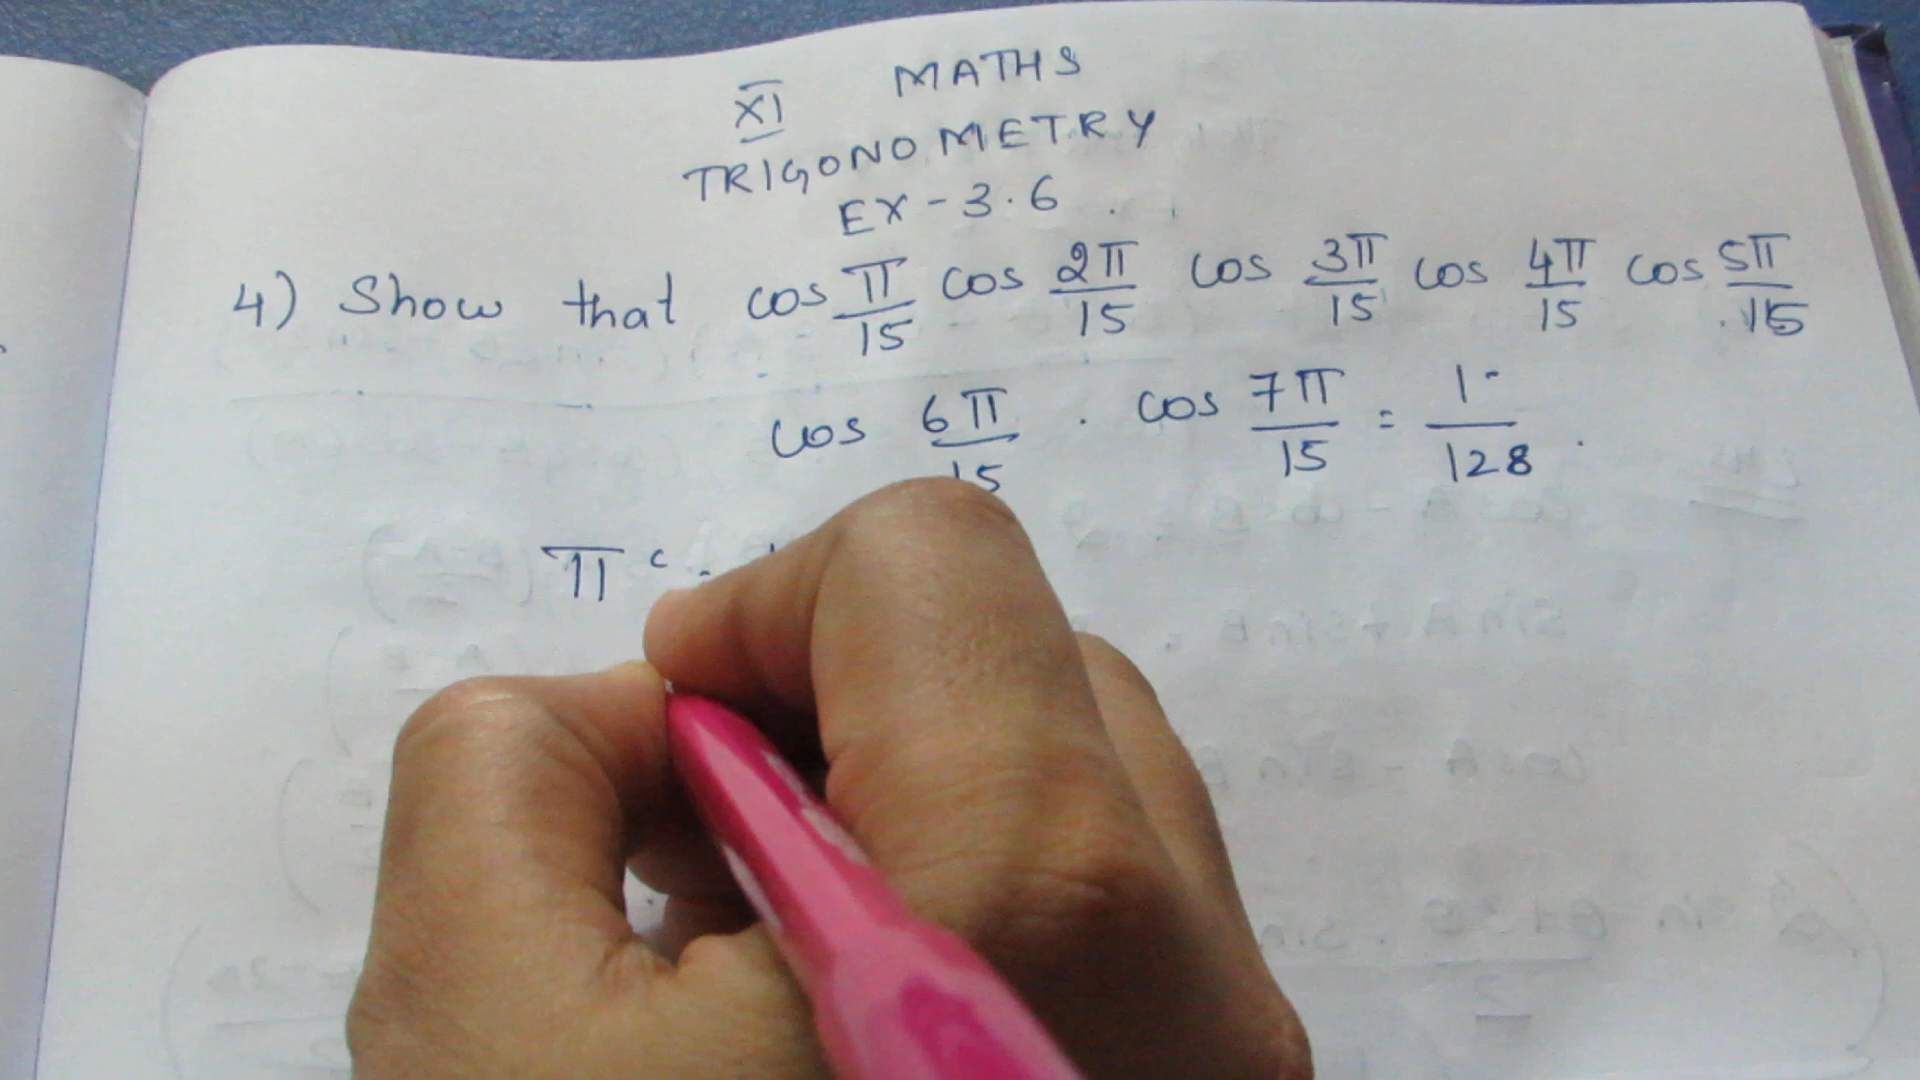 XI MATHS
TRIGONOMETRY
EX-3.6
4) Show that cos π/15 cos 2π/15 cos 3π/15 cos 4π/15 cos 5π/15
cos 6π/15 . cos 7π/15 = 1/128 .
π c